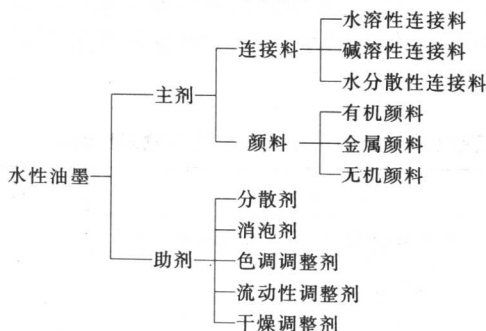 水溶性连接料
连接料
碱溶性连接料
水分散性连接料
主剂
有机颜料
颜料
金属颜料
无机颜料
水性油墨
分散剂
消泡剂
助剂
色调调整剂
流动性调整剂
干燥调整剂